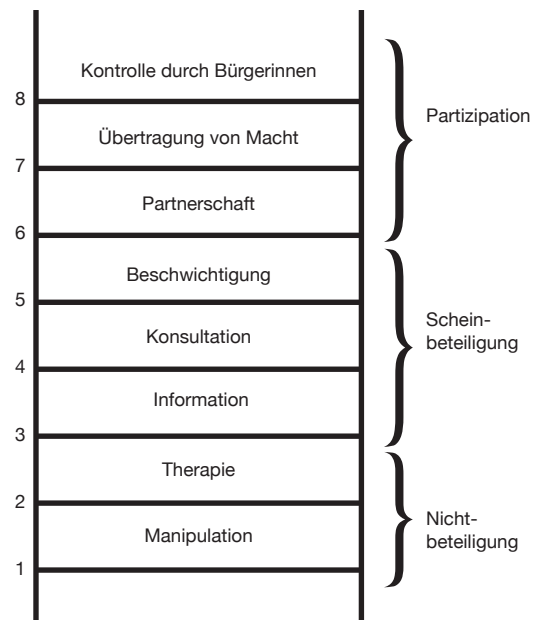 Kontrolle durch Bürgerinnen
8
Partizipation
Übertragung von Macht
7
Partnerschaft
6
Beschwichtigung
5
Schein-
beteiligung
Konsultation
4
Information
3
Therapie
2
Nicht-
beteiligung
Manipulation
1